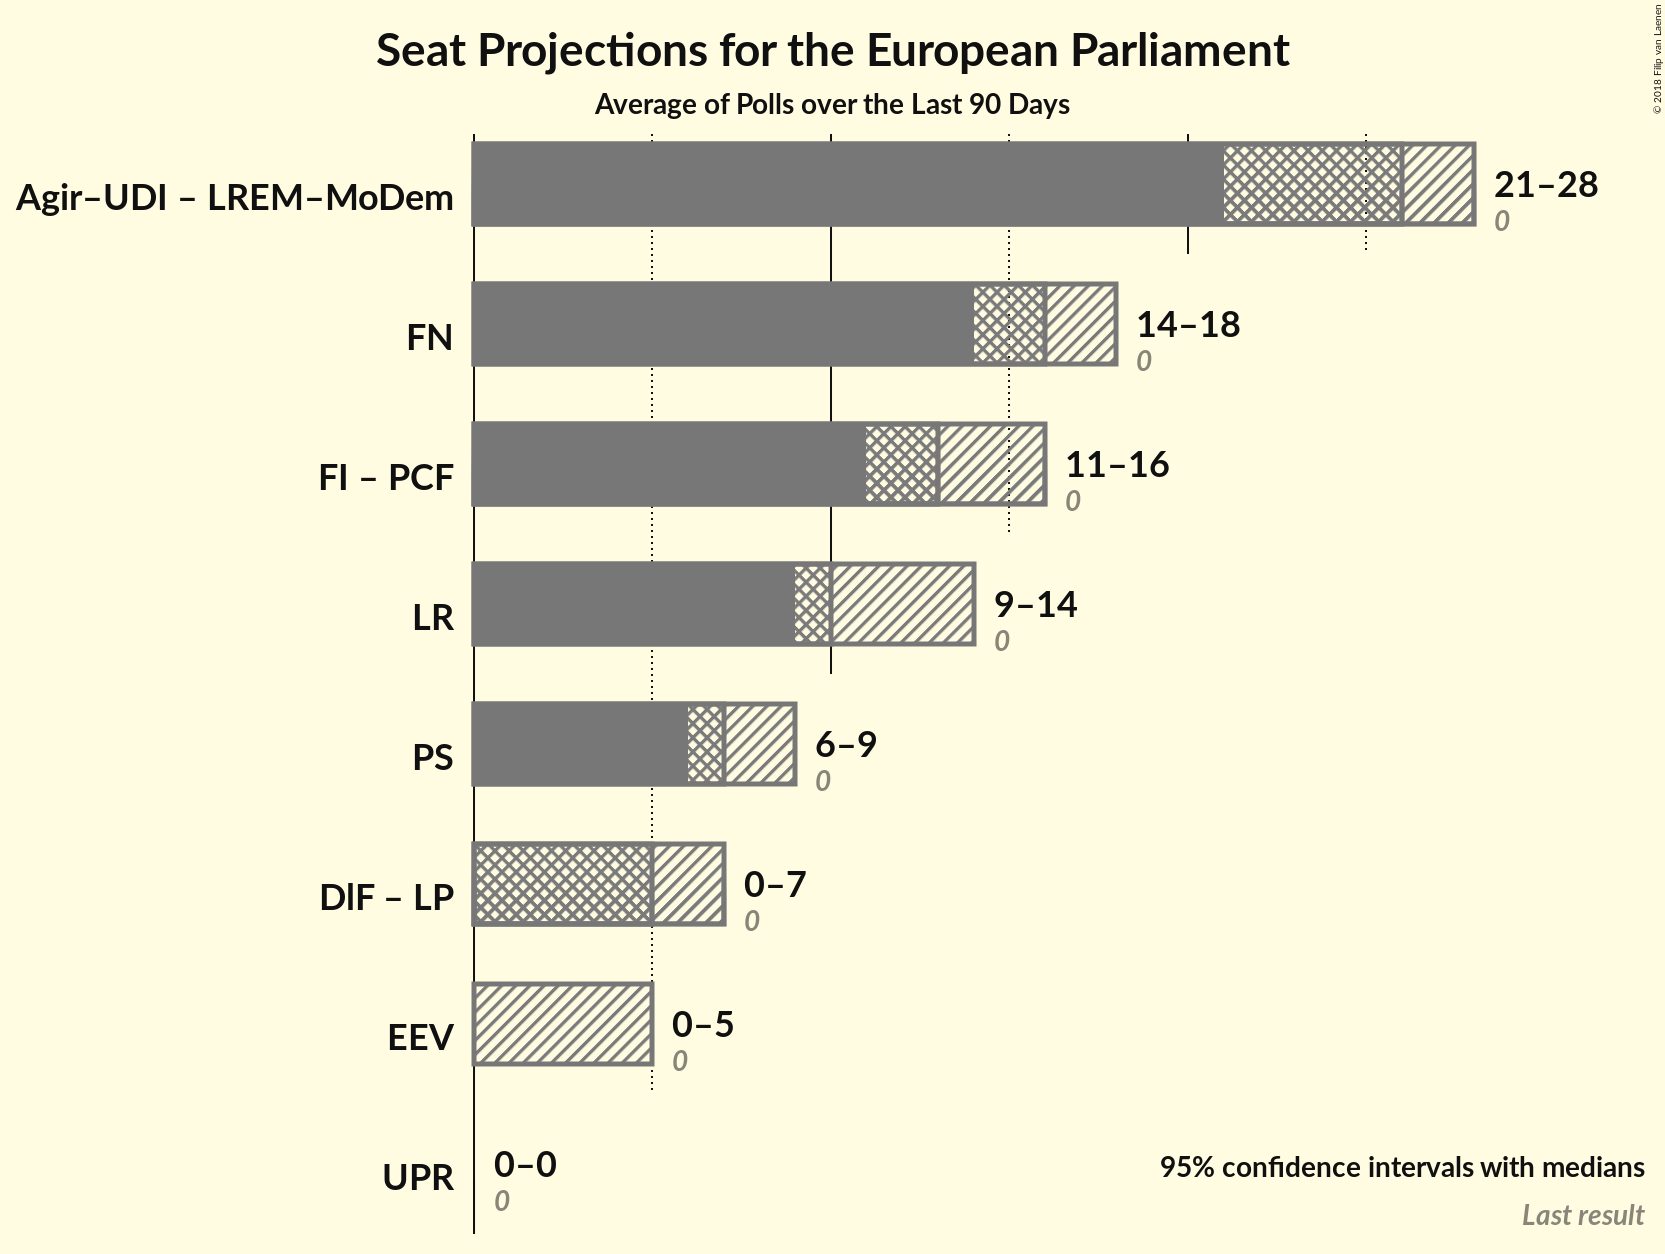 Seat Projections for the European Parliament
Average of Polls over the Last 90 Days
© 2018 Filip van Laenen
Agir–UDI – LREM–MoDem
21–28
0
FN
14–18
0
FI – PCF
11–16
0
LR
9–14
0
PS
6–9
0
DlF – LP
0–7
0
EEV
0–5
0
UPR
0–0
0
95% confidence intervals with medians
Last result